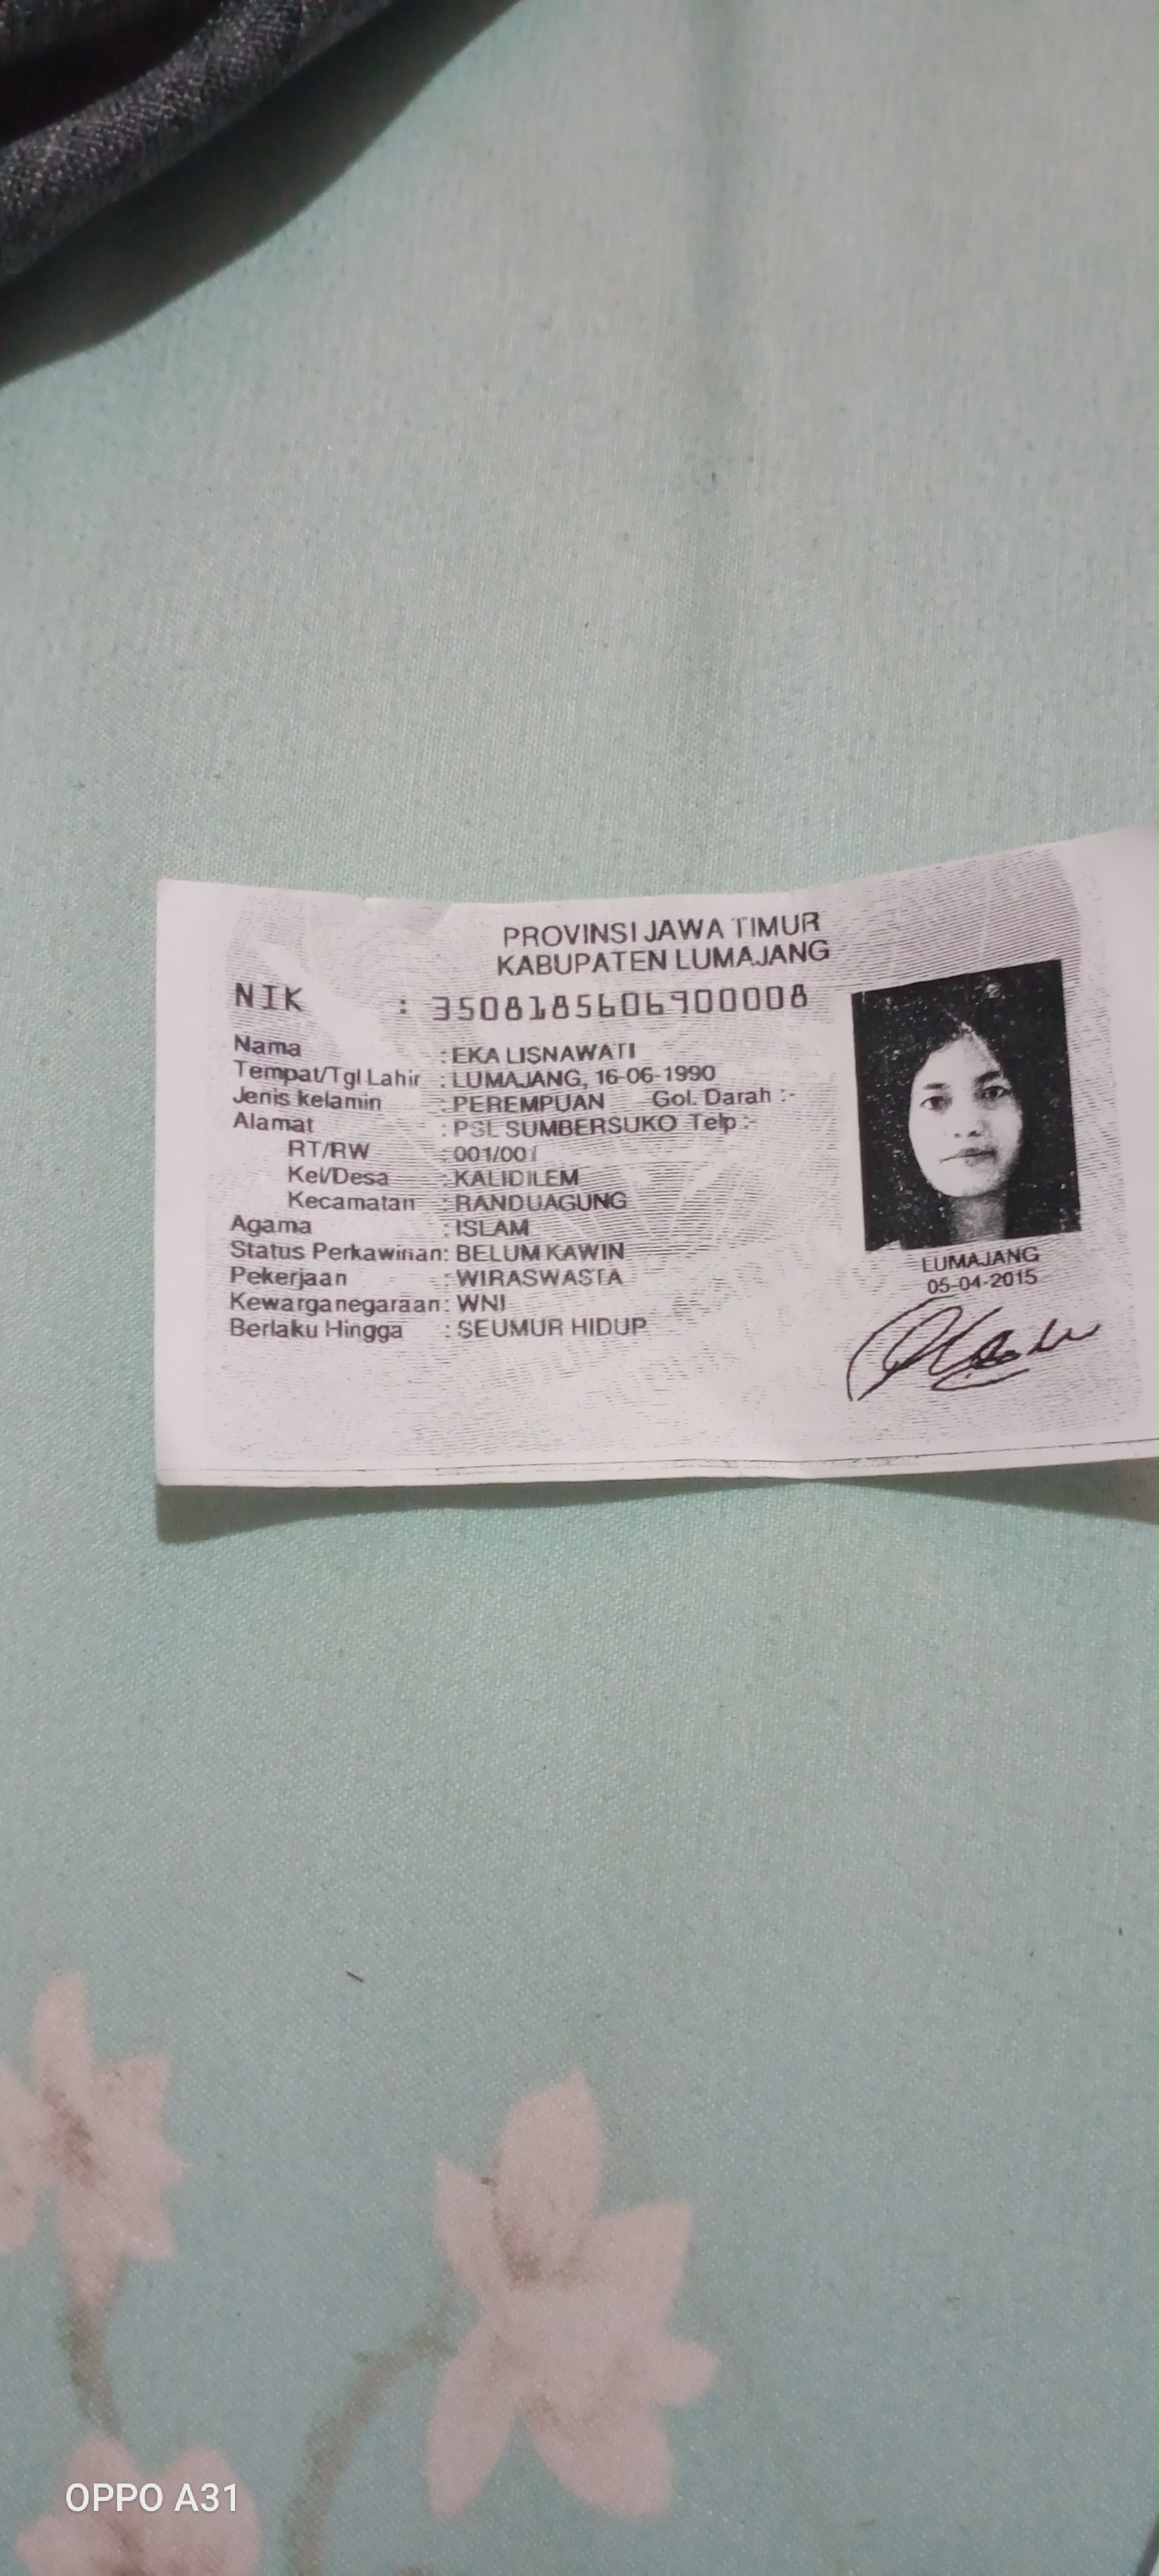 PROVINSI JAWA TIMUR
KABUPATEN LUMAJANG
NIK : 3508185606900008
Nama : EKA LISNAWATI
Tempat/Tgl Lahir : LUMAJANG, 16-06-1990
Jenis kelamin : PEREMPUAN Gol. Darah :-
Alamat : PSL SUMBERSUKO Telp :-
RT/RW : 001/001
Kel/Desa : KALIDILEM
Kecamatan : RANDUAGUNG
Agama : ISLAM
Status Perkawinan: BELUM KAWIN
Pekerjaan : WIRASWASTA
Kewarganegaraan: WNI
Berlaku Hingga : SEUMUR HIDUP
LUMAJANG
05-04-2015
OPPO A31